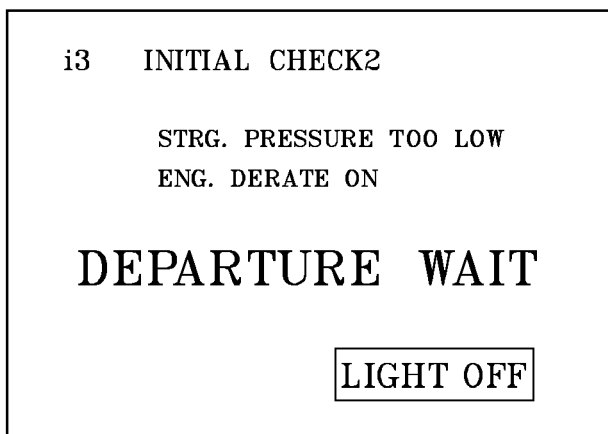 i3 INITIAL CHECK2
STRG. PRESSURE TOO LOW
ENG. DERATE ON
DEPARTURE WAIT
LIGHT OFF